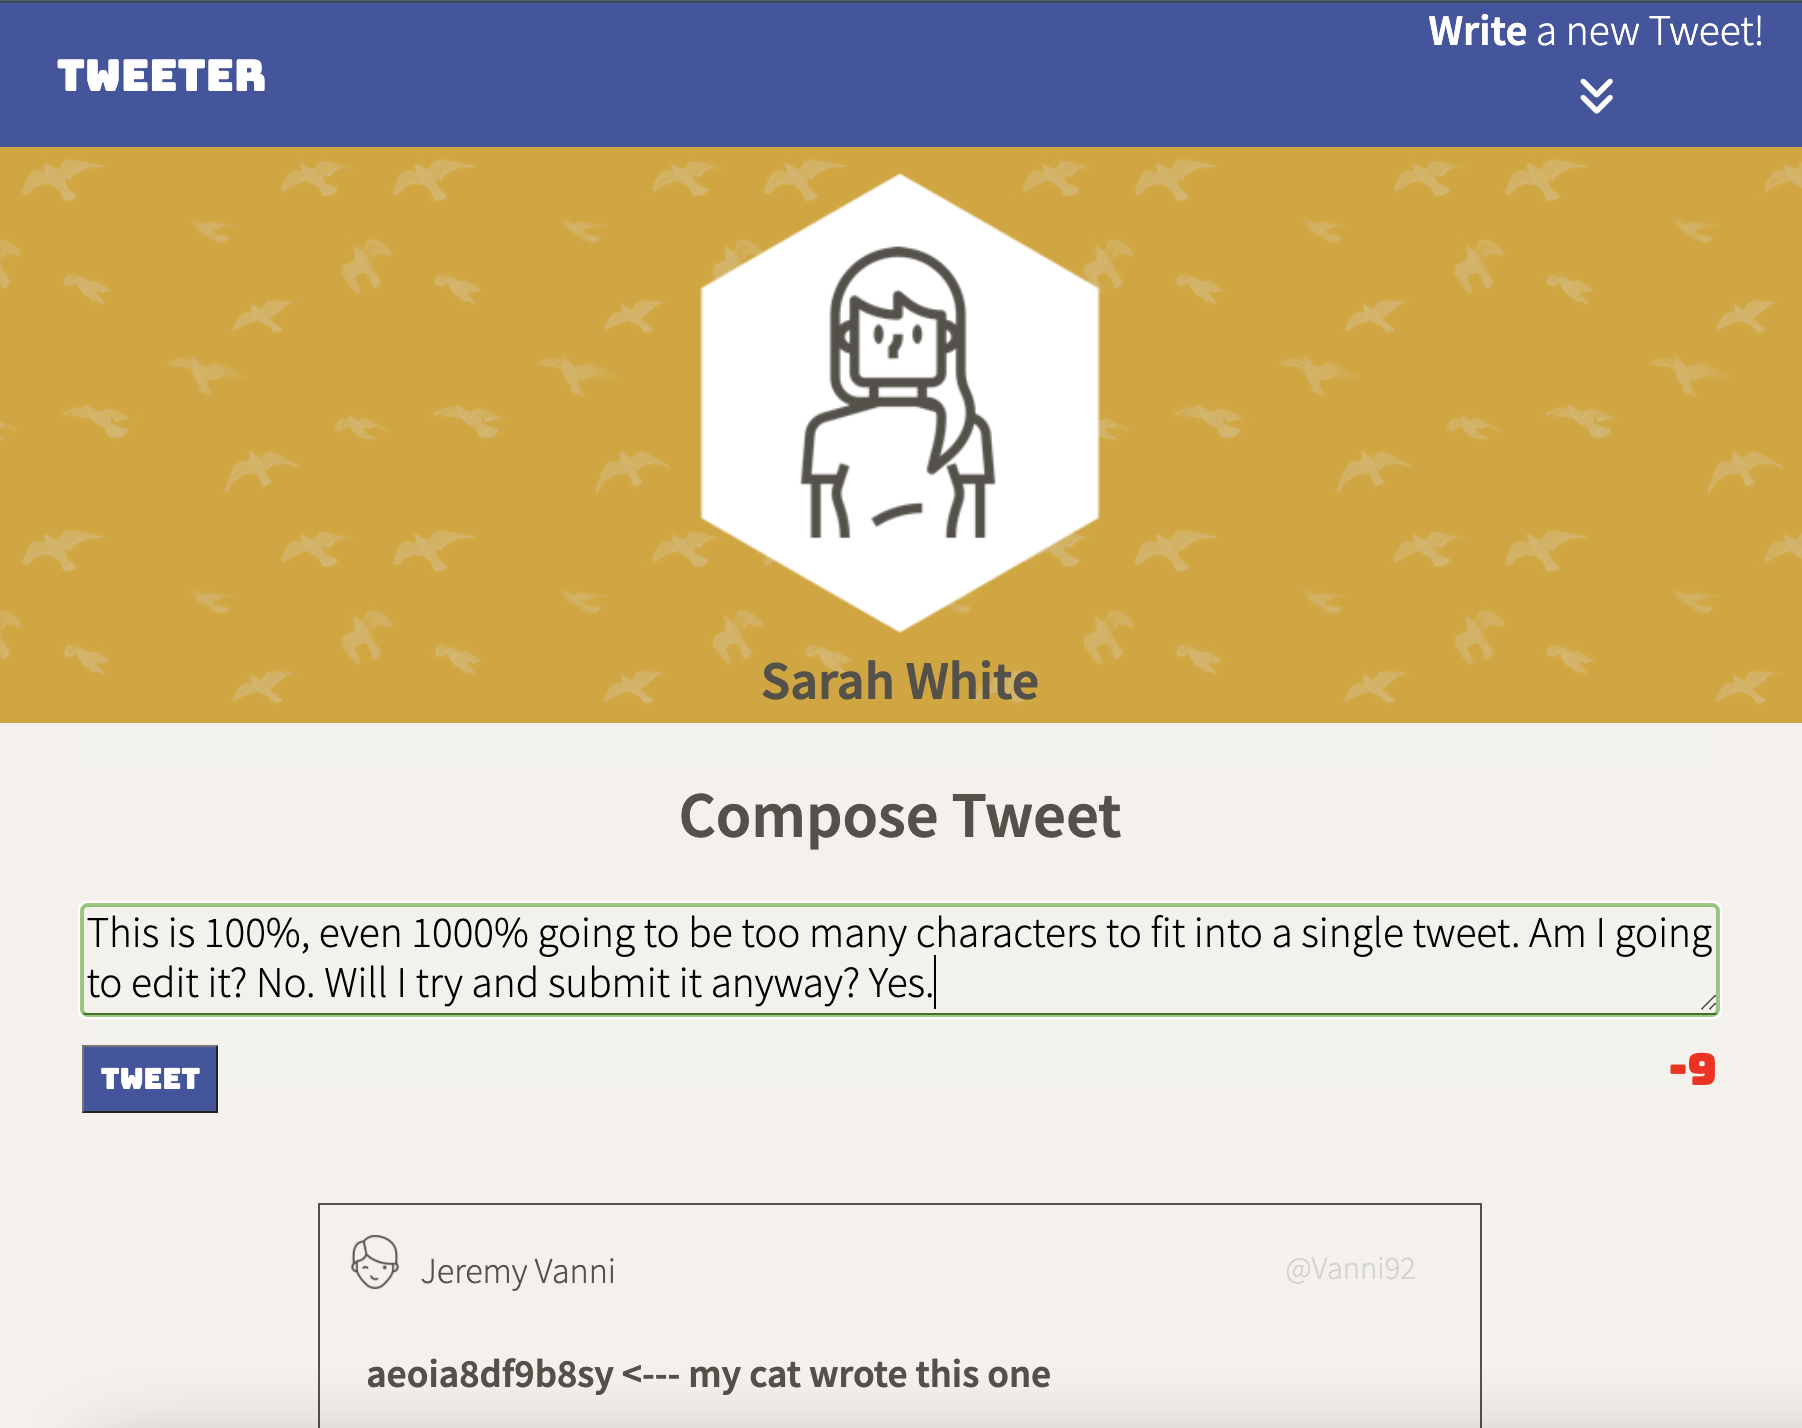 Write a new Tweet!
TWEETER
Sarah White
Compose Tweet
This is 100%, even 1000% going to be too many characters to fit into a single tweet. Am I going
to edit it? No. Will I try and submit it anyway? Yes.
TWEET
-9
Jeremy Vanni
@Vanni92
aeoia8df9b8sy <--- my cat wrote this one